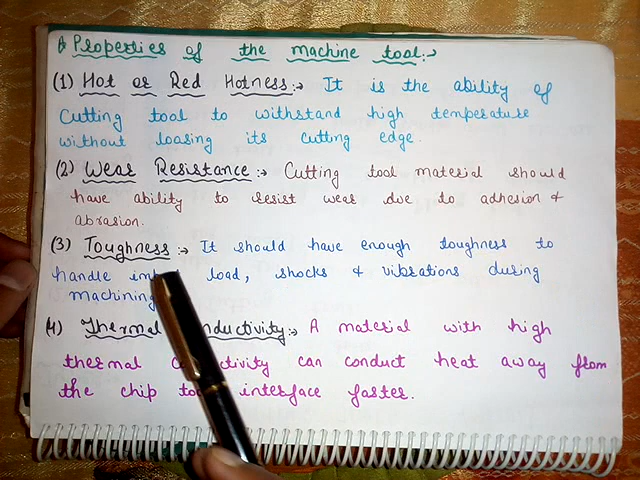 Properties of the machine tool:→
(1) Hot or Red Hotness:→ It is the ability of
Cutting tool to withstand high temperature
without loasing its cutting edge.
(2) Wear Resistance:→ Cutting tool material should
have ability to resist wear due to adhesion &
abrasion.
(3) Toughness:→ It should have enough toughness to
handle load, shocks & vibrations during
machining
(4) Thermal :→ A material with high
thermal can conduct heat away from
the chip interface faster.